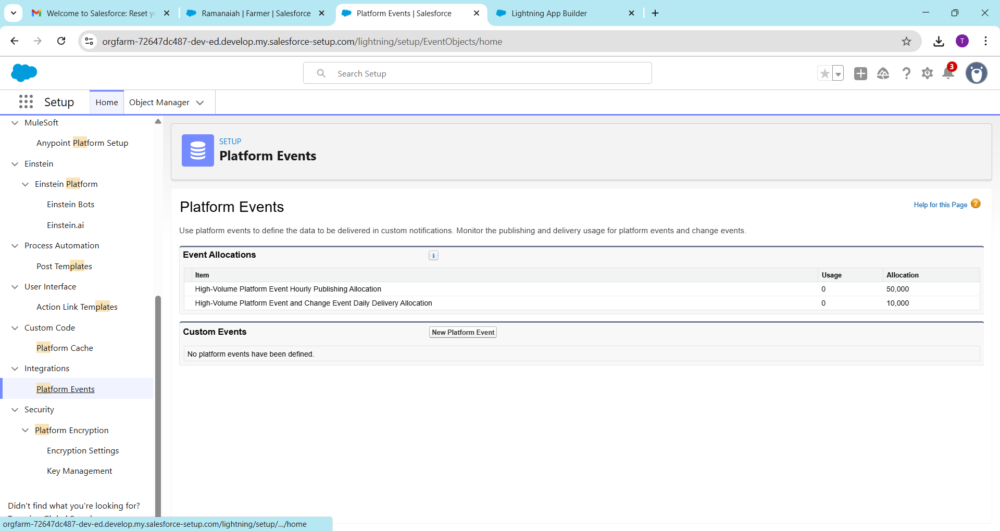 Welcome to Salesforce: Reset yo
Ramanaiah | Farmer | Salesforce
Platform Events | Salesforce
Lightning App Builder
orgfarm-72647dc487-dev-ed.develop.my.salesforce-setup.com/lightning/setup/EventObjects/home
T
Search Setup
3
Setup
Home
Object Manager
MuleSoft
Anypoint Platform Setup
Einstein
Einstein Platform
Einstein Bots
Einstein.ai
Process Automation
Post Templates
User Interface
Action Link Templates
Custom Code
Platform Cache
Integrations
Platform Events
Security
Platform Encryption
Encryption Settings
Key Management
Didn't find what you're looking for?
orgfarm-72647dc487-dev-ed.develop.my.salesforce-setup.com/lightning/setup/.../home
SETUP
Platform Events
Platform Events
Help for this Page
Use platform events to define the data to be delivered in custom notifications. Monitor the publishing and delivery usage for platform events and change events.
Event Allocations
Item Usage Allocation
High-Volume Platform Event Hourly Publishing Allocation 0 50,000
High-Volume Platform Event and Change Event Daily Delivery Allocation 0 10,000
Custom Events
New Platform Event
No platform events have been defined.